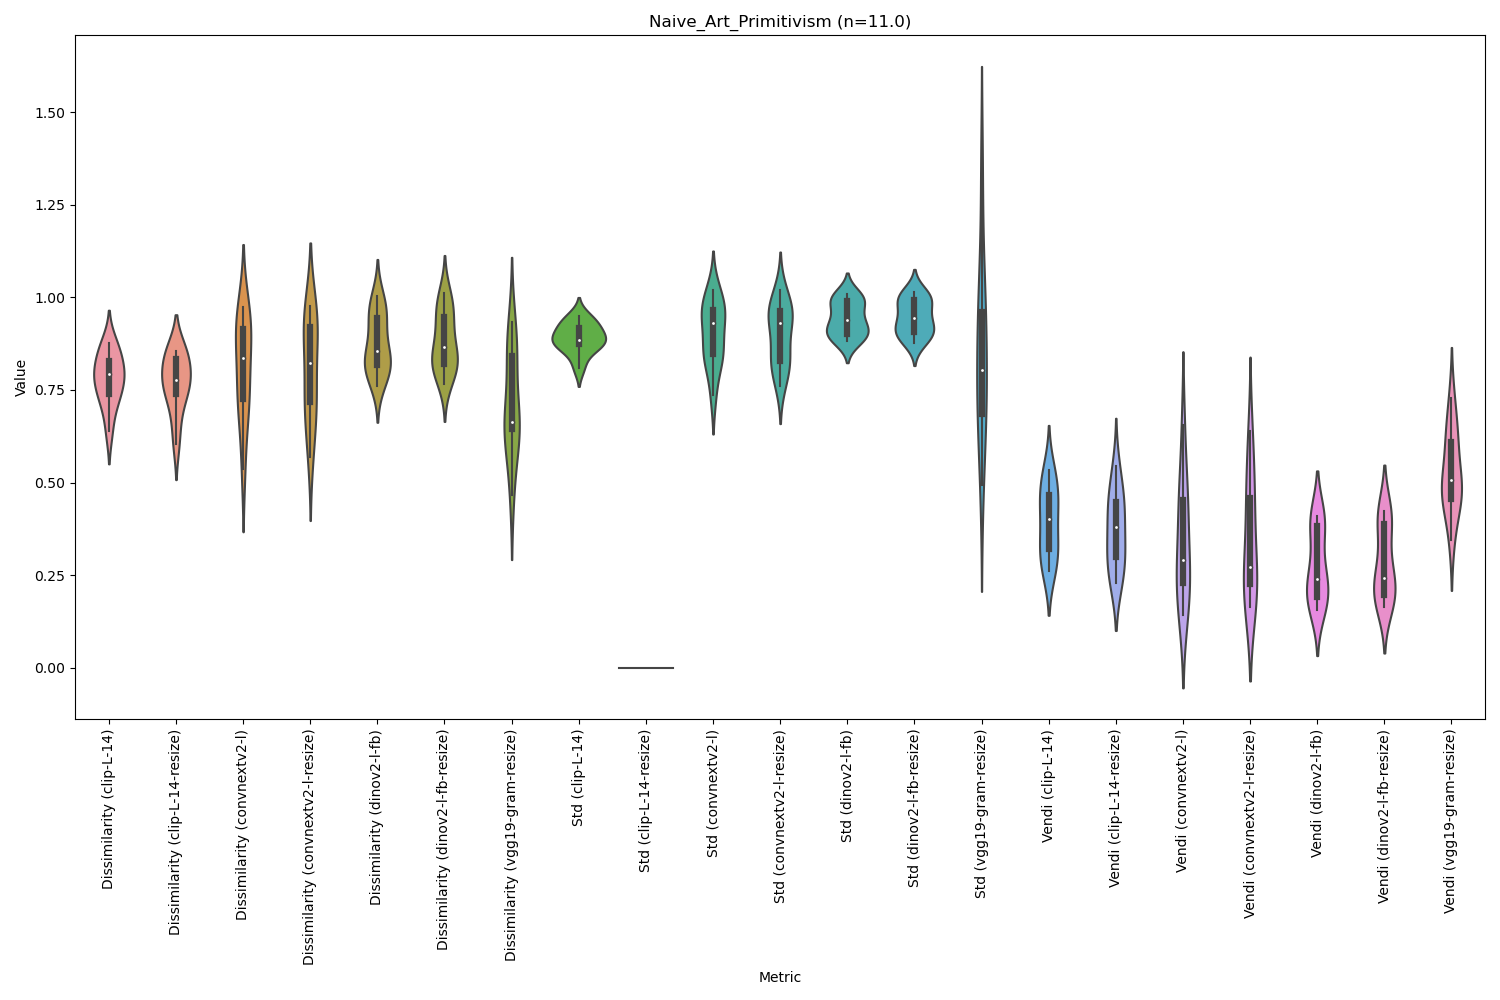 Naive_Art_Primitivism (n=11.0)
Value
1.50
1.25
1.00
0.75
0.50
0.25
0.00
Dissimilarity (clip-L-14)
Dissimilarity (clip-L-14-resize)
Dissimilarity (convnextv2-l)
Dissimilarity (convnextv2-l-resize)
Dissimilarity (dinov2-l-fb)
Dissimilarity (dinov2-l-fb-resize)
Dissimilarity (vgg19-gram-resize)
Std (clip-L-14)
Std (clip-L-14-resize)
Std (convnextv2-l)
Std (convnextv2-l-resize)
Std (dinov2-l-fb)
Std (dinov2-l-fb-resize)
Std (vgg19-gram-resize)
Vendi (clip-L-14)
Vendi (clip-L-14-resize)
Vendi (convnextv2-l)
Vendi (convnextv2-l-resize)
Vendi (dinov2-l-fb)
Vendi (dinov2-l-fb-resize)
Vendi (vgg19-gram-resize)
Metric